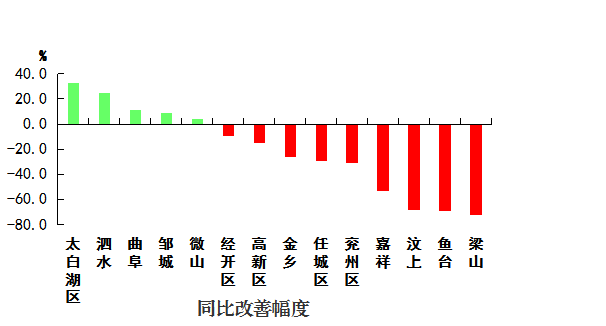 %
40.0
20.0
0.0
-20.0
-40.0
-60.0
-80.0
太白湖区
泗水
曲阜
邹城
微山
经开区
高新区
金乡
任城区
兖州区
嘉祥
汶上
鱼台
梁山
同比改善幅度